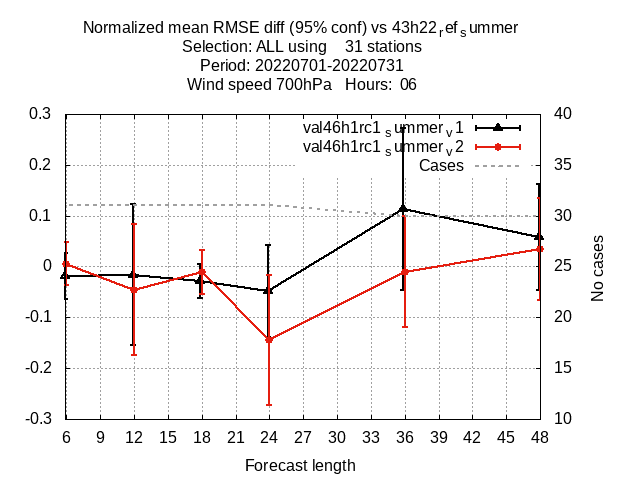 Normalized mean RMSE diff (95% conf) vs 43h22refsummer
Selection: ALL using 31 stations
Period: 20220701-20220731
Wind speed 700hPa Hours: 06
val46h1rc1summerv1
val46h1rc1summerv2
Cases
0.3
0.2
0.1
0
-0.1
-0.2
-0.3
40
35
30
25
20
15
10
No cases
6 9 12 15 18 21 24 27 30 33 36 39 42 45 48
Forecast length